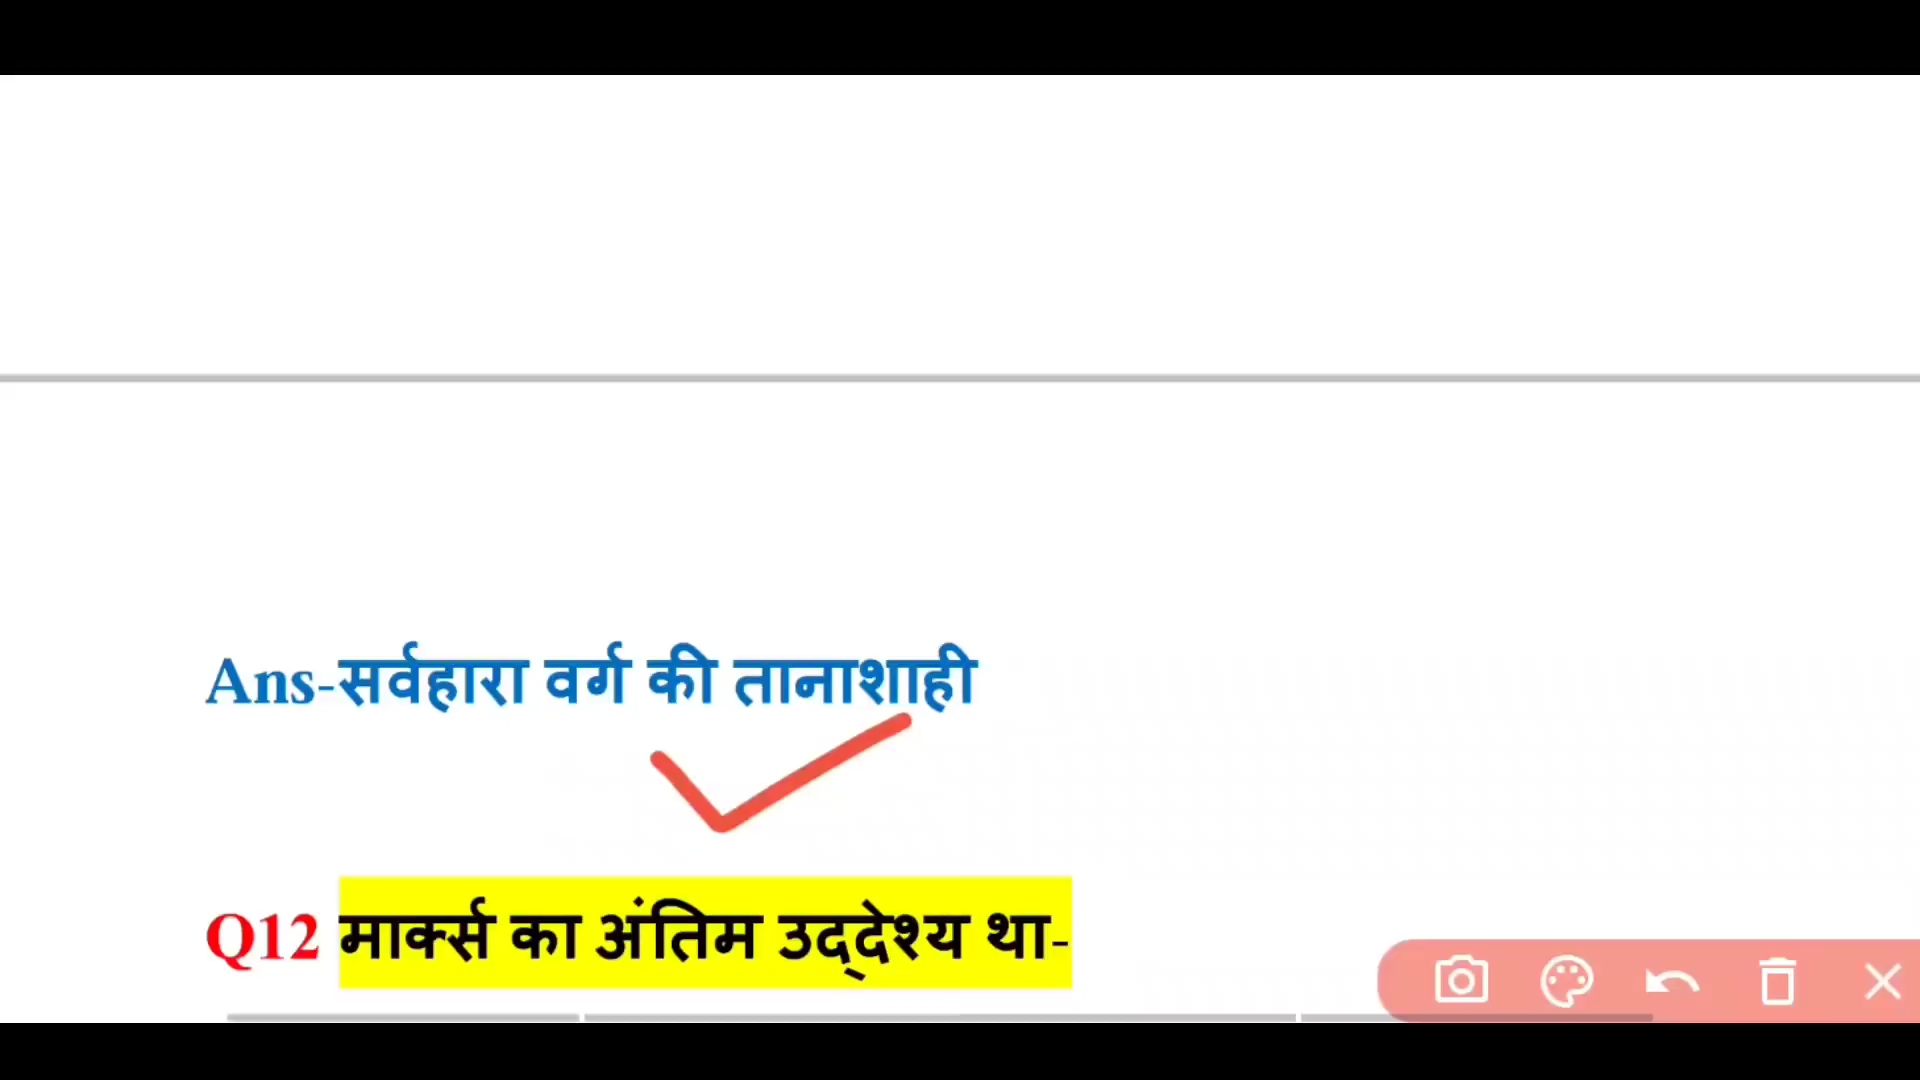 Ans-सर्वहारा वर्ग की तानाशाही
Q12 मार्क्स का अंतिम उद्देश्य था-